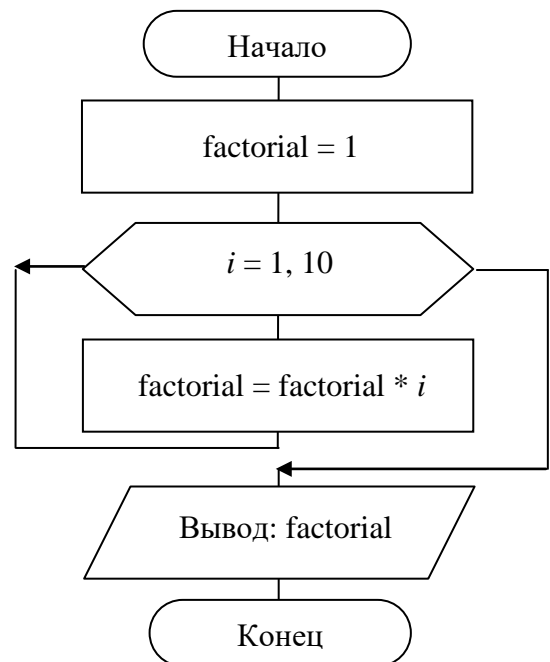 Начало
factorial = 1
i = 1, 10
factorial = factorial * i
Вывод: factorial
Конец